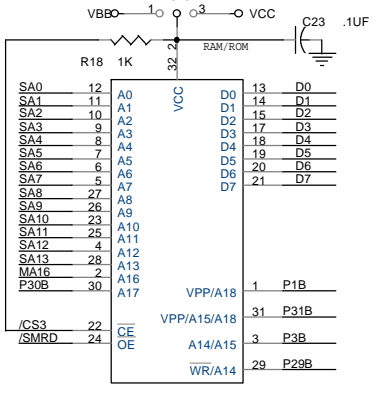 VBB 1 3 VCC
C23 .1UF
2 RAM/ROM
R18 1K
32
VCC
SA0 12 A0 D0 13 D0
SA1 11 A1 D1 14 D1
SA2 10 A2 D2 15 D2
SA3 9 A3 D3 17 D3
SA4 8 A4 D4 18 D4
SA5 7 A5 D5 19 D5
SA6 6 A6 D6 20 D6
SA7 5 A7 D7 21 D7
SA8 27 A8
SA9 26 A9
SA10 23 A10
SA11 25 A11
SA12 4 A12
SA13 28 A13
MA16 2 A16
P30B 30 A17
VPP/A18 1 P1B
VPP/A15/A18 31 P31B
/CS3 22 CE
/SMRD 24 OE
A14/A15 3 P3B
WR/A14 29 P29B